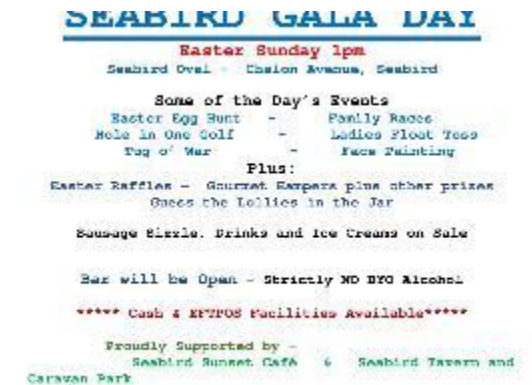 SEABIRD GALA DAY
Easter Sunday 1pm
Seabird Oval - Chalon Avenue, Seabird
Some of the Day's Events
Easter Egg Hunt - Family Races
Hole in One Golf - Ladies Float Toss
Tug o' War - Face Painting
Plus:
Easter Raffles - Gourmet Hampers plus other prizes
Guess the Lollies in the Jar
Sausage Sizzle, Drinks and Ice Creams on Sale
Bar will be Open - Strictly NO BYO Alcohol
***** Cash & EFTPOS Facilities Available*****
Proudly Supported by -
Seabird Sunset Café & Seabird Tavern and
Caravan Park